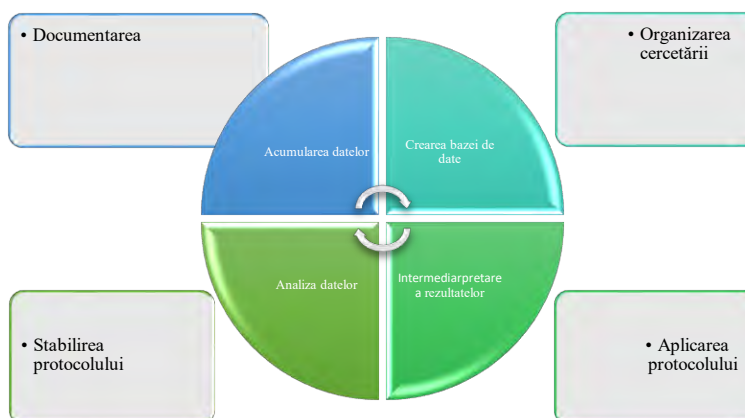 • Documentarea
• Organizarea
cercetării
Acumularea datelor
Crearea bazei de
date
Analiza datelor
Intermediarpretare
a rezultatelor
• Stabilirea
protocolului
• Aplicarea
protocolului